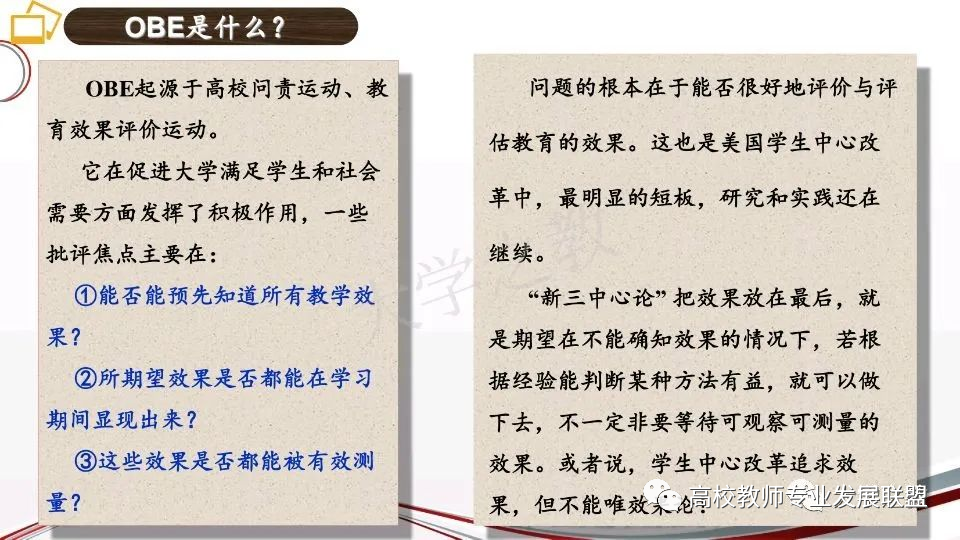 OBE是什么?
OBE起源于高校问责运动、教
育效果评价运动。
它在促进大学满足学生和社会
需要方面发挥了积极作用，一些
批评焦点主要在：
①能否能预先知道所有教学效
果？
②所期望效果是否都能在学习
期间显现出来？
③这些效果是否都能被有效测
量？
问题的根本在于能否很好地评价与评
估教育的效果。这也是美国学生中心改
革中，最明显的短板，研究和实践还在
继续。
“新三中心论”把效果放在最后，就
是期望在不能确知效果的情况下，若根
据经验能判断某种方法有益，就可以做
下去，不一定非要等待可观察可测量的
效果。或者说，学生中心改革追求效
果，但不能唯效果论！
高校教师专业发展联盟